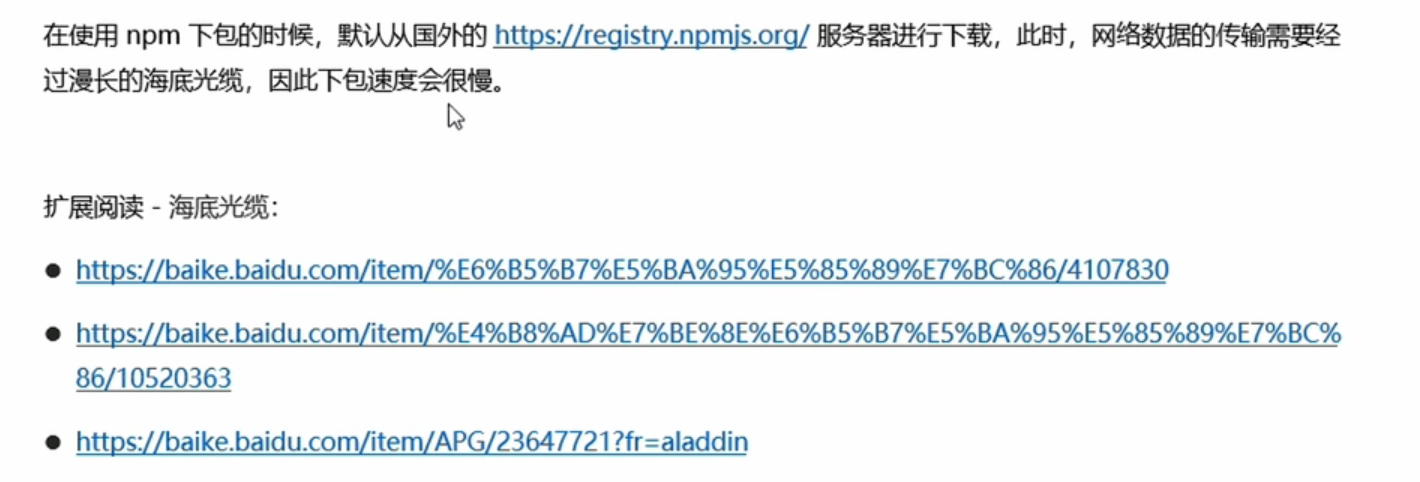 在使用 npm 下包的时候，默认从国外的 https://registry.npmjs.org/ 服务器进行下载，此时，网络数据的传输需要经
过漫长的海底光缆，因此下包速度会很慢。
扩展阅读 - 海底光缆：
● https://baike.baidu.com/item/%E6%B5%B7%E5%BA%95%E5%85%89%E7%BC%86/4107830
● https://baike.baidu.com/item/%E4%B8%AD%E7%BE%8E%E6%B5%B7%E5%BA%95%E5%85%89%E7%BC%
86/10520363
● https://baike.baidu.com/item/APG/23647721?fr=aladdin